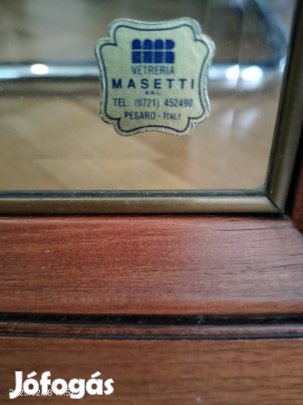 VETRERIA
MASETTI
S.R.L.
TEL. (0721) 452490
PESARO - ITALY
Jófogás